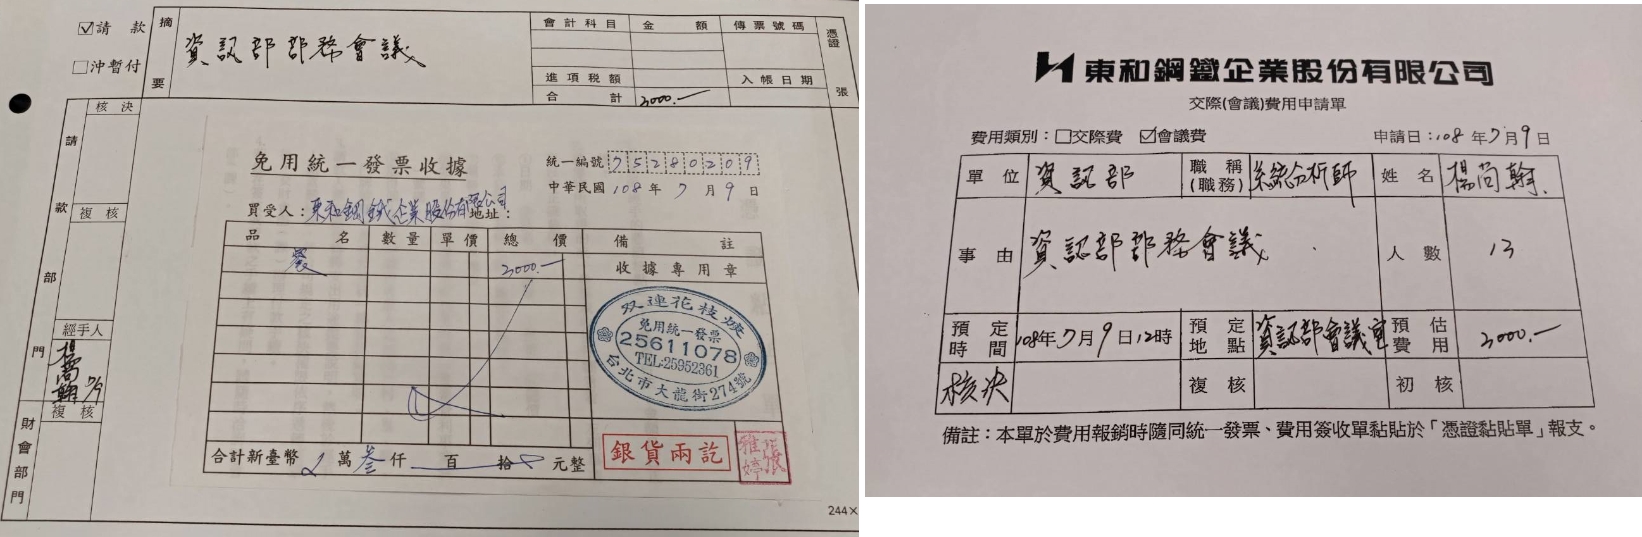 ☑請款
☐沖暫付
摘要
資訊部部務會議
會計科目 金額 傳票號碼
進項稅額 入帳日期
合計 3000.—
憑證 張
請款部門
核決
複核
經手人
楊尚翰 7/9
財會部門
複核
免用統一發票收據
統一編號 75280209
中華民國 108 年 7 月 9 日
買受人：東和鋼鐵企業股份有限公司 地址：
品名 數量 單價 總價 備註
餐 3000.— 收據專用章
双連花枝焿
免用統一發票
25611078
TEL:25952361
台北市大龍街274號
銀貨兩訖
張雅婷
合計新臺幣 萬 叁 仟 百 拾 元整
244×
東和鋼鐵企業股份有限公司
交際(會議)費用申請單
費用類別：☐交際費 ☑會議費 申請日：108 年 7 月 9 日
單位 資訊部 職稱(職務) 系統分析師 姓名 楊尚翰
事由 資訊部部務會議 人數 13
預定時間 108年7月9日12時 預定地點 資訊部會議室 預估費用 3000.—
核決 複核 初核
備註：本單於費用報銷時隨同統一發票、費用簽收單黏貼於「憑證黏貼單」報支。